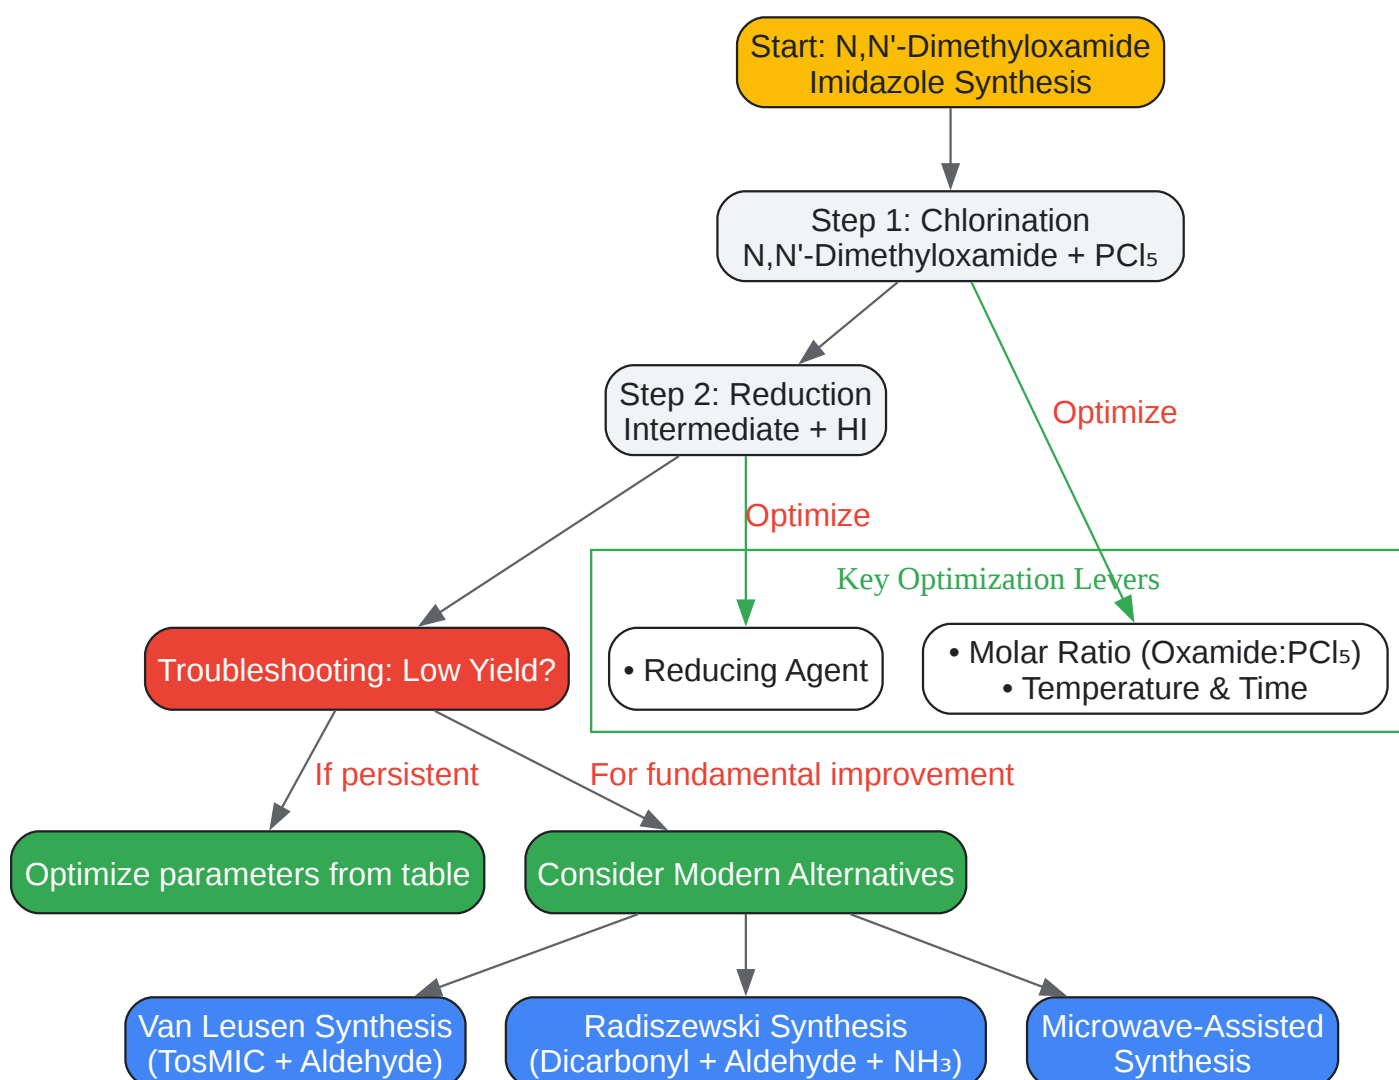 Start: N,N'-Dimethyloxamide
Imidazole Synthesis
Step 1: Chlorination
N,N'-Dimethyloxamide + PCl₅
Step 2: Reduction
Intermediate + HI
Optimize
Optimize
Key Optimization Levers
Troubleshooting: Low Yield?
• Reducing Agent
• Molar Ratio (Oxamide:PCl₅)
• Temperature & Time
If persistent
For fundamental improvement
Optimize parameters from table
Consider Modern Alternatives
Van Leusen Synthesis
(TosMIC + Aldehyde)
Radiszewski Synthesis
(Dicarbonyl + Aldehyde + NH₃)
Microwave-Assisted
Synthesis